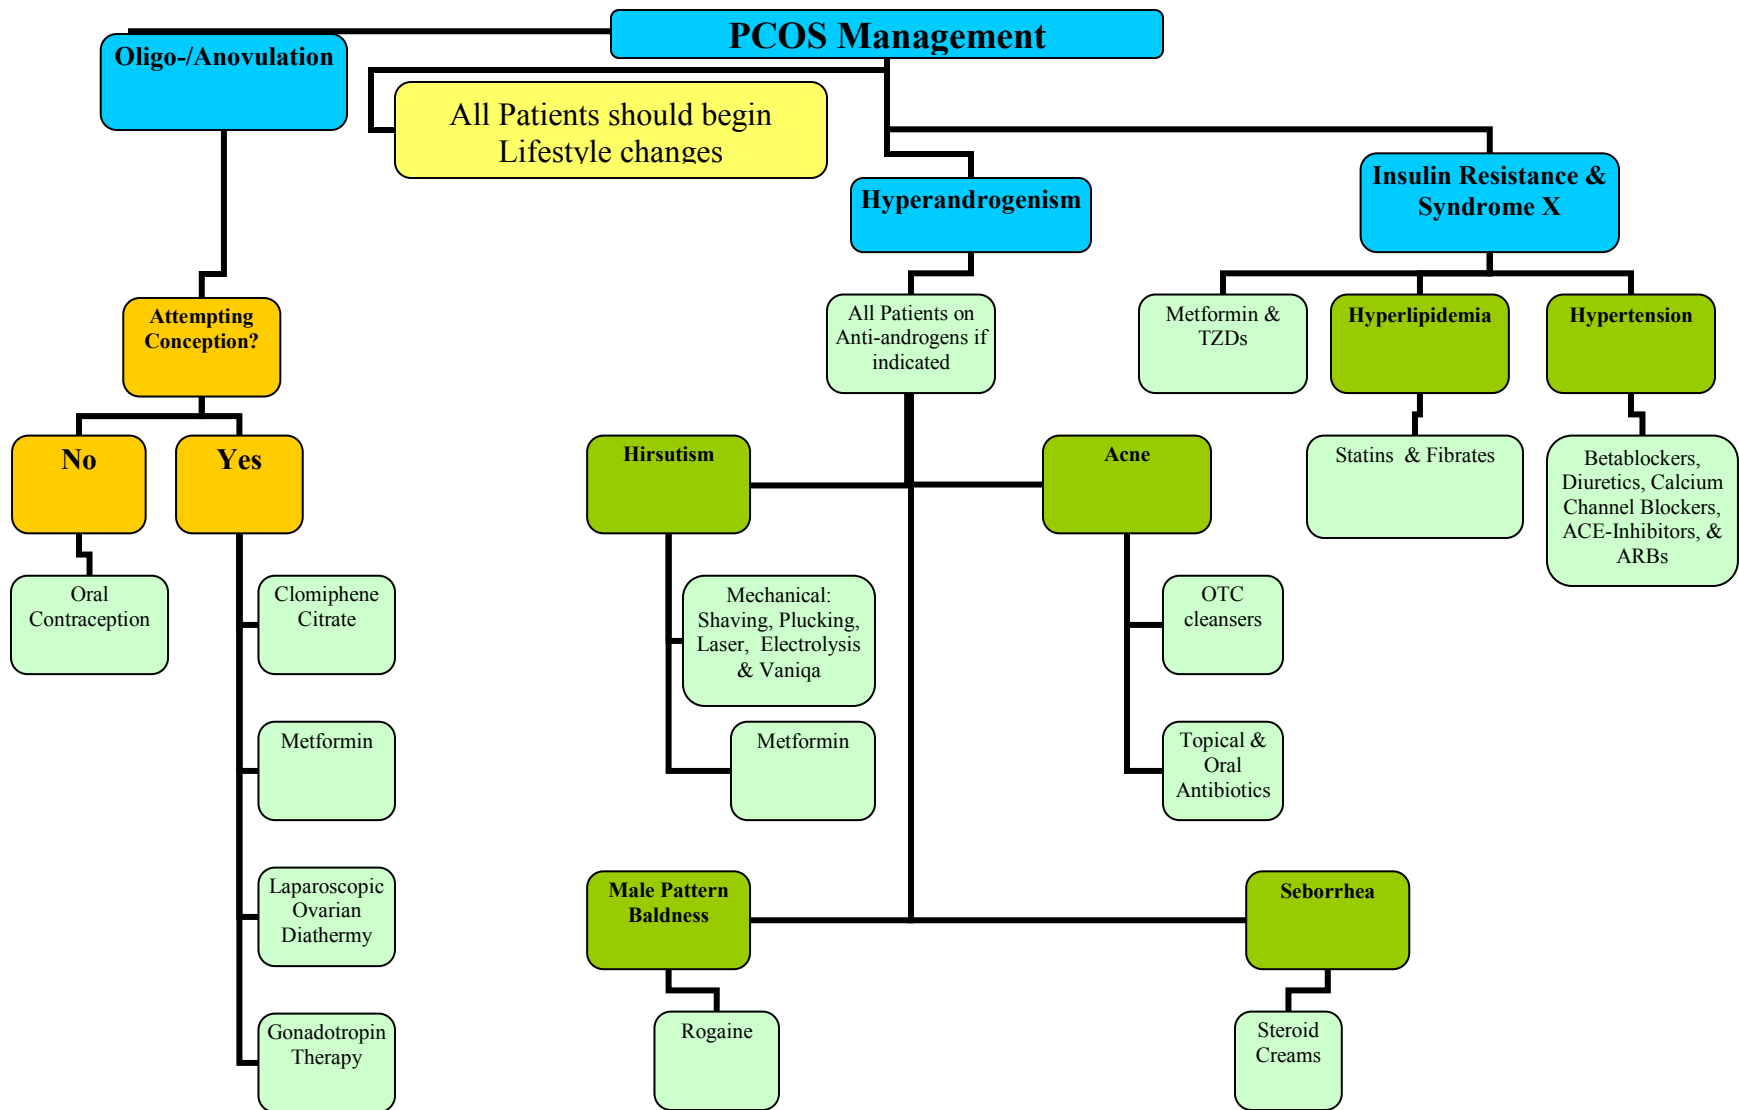 PCOS Management
Oligo-/Anovulation
All Patients should begin
Lifestyle changes
Hyperandrogenism
Insulin Resistance &
Syndrome X
Attempting
Conception?
All Patients on
Anti-androgens if
indicated
Metformin &
TZDs
Hyperlipidemia
Hypertension
No
Yes
Hirsutism
Acne
Statins & Fibrates
Betablockers,
Diuretics, Calcium
Channel Blockers,
ACE-Inhibitors, &
ARBs
Oral
Contraception
Clomiphene
Citrate
Mechanical:
Shaving, Plucking,
Laser, Electrolysis
& Vaniqa
OTC
cleansers
Metformin
Metformin
Topical &
Oral
Antibiotics
Laparoscopic
Ovarian
Diathermy
Male Pattern
Baldness
Seborrhea
Gonadotropin
Therapy
Rogaine
Steroid
Creams